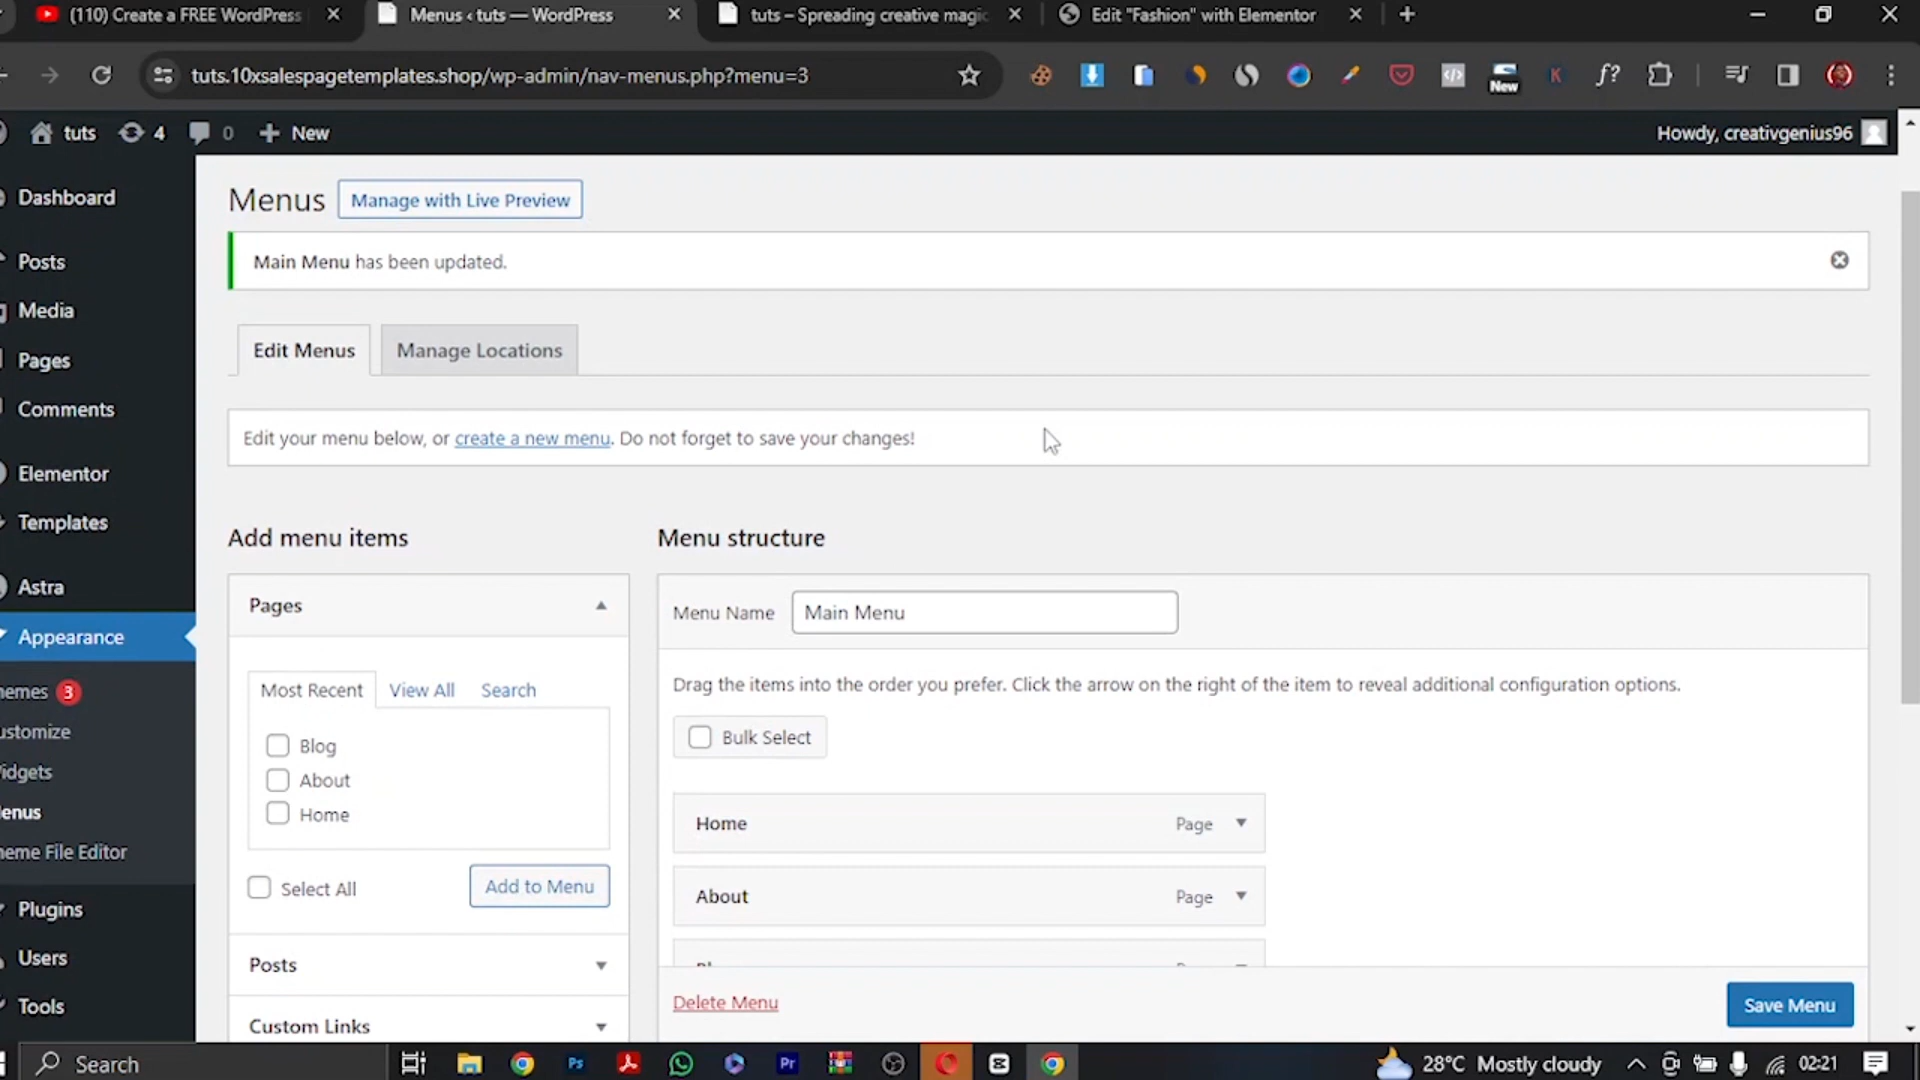 (110) Create a FREE WordPress
Menus ‹ tuts — WordPress
tuts – Spreading creative magic
Edit "Fashion" with Elementor
tuts.10xsalespagetemplates.shop/wp-admin/nav-menus.php?menu=3
New
tuts
4
0
New
Howdy, creativgenius96
Dashboard
Posts
Media
Pages
Comments
Elementor
Templates
Astra
Appearance
hemes 3
ustomize
idgets
enus
heme File Editor
Plugins
Users
Tools
Menus
Manage with Live Preview
Main Menu has been updated.
Edit Menus
Manage Locations
Edit your menu below, or create a new menu. Do not forget to save your changes!
Add menu items
Pages
Most Recent
View All
Search
Blog
About
Home
Select All
Add to Menu
Posts
Custom Links
Menu structure
Menu Name
Main Menu
Drag the items into the order you prefer. Click the arrow on the right of the item to reveal additional configuration options.
Bulk Select
Home
Page
About
Page
Delete Menu
Save Menu
Search
Ps
Pr
28°C Mostly cloudy
02:21